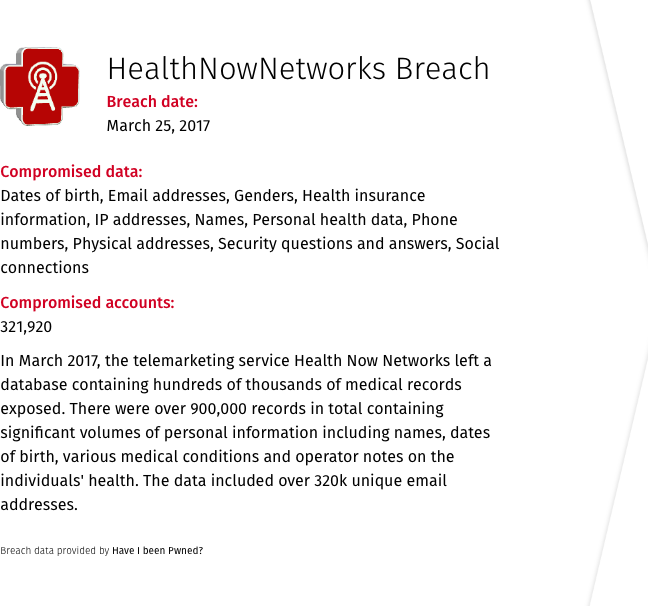 HealthNowNetworks Breach
Breach date:
March 25, 2017
Compromised data:
Dates of birth, Email addresses, Genders, Health insurance
information, IP addresses, Names, Personal health data, Phone
numbers, Physical addresses, Security questions and answers, Social
connections
Compromised accounts:
321,920
In March 2017, the telemarketing service Health Now Networks left a
database containing hundreds of thousands of medical records
exposed. There were over 900,000 records in total containing
significant volumes of personal information including names, dates
of birth, various medical conditions and operator notes on the
individuals' health. The data included over 320k unique email
addresses.
Breach data provided by Have I been Pwned?